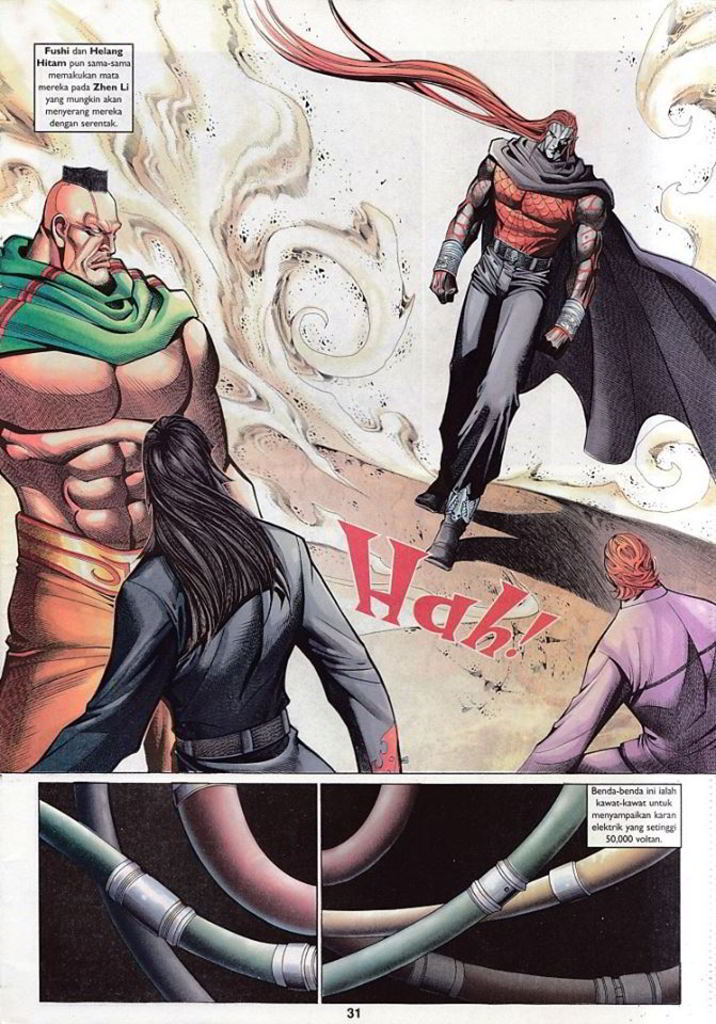 Fushi dan Helang
Hitam pun sama-sama
memakukan mata
mereka pada Zhen Li
yang mungkin akan
menyerang mereka
dengan serentak.
Hah!
Benda-benda ini ialah
kawat-kawat untuk
menyampaikan karan
elektrik yang setinggi
50,000 voltan.
31